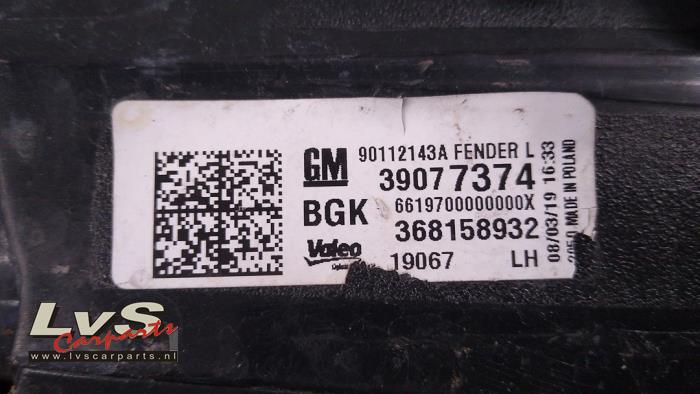 GM 90112143A FENDER L
39077374
BGK 6619700000000X
Valeo 368158932
19067 LH
08/03/19 16:33
MADE IN POLAND
LvS
Carparts
www.lvscarparts.nl